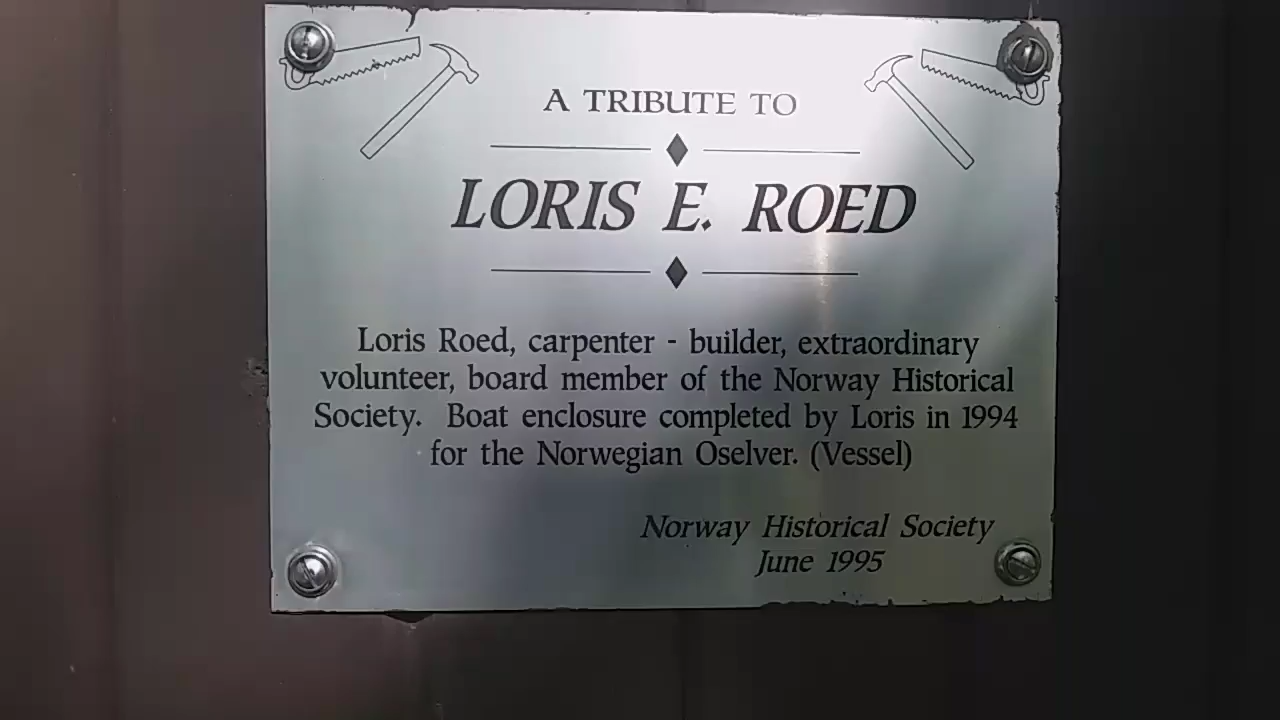 A TRIBUTE TO
LORIS E. ROED
Loris Roed, carpenter - builder, extraordinary
volunteer, board member of the Norway Historical
Society. Boat enclosure completed by Loris in 1994
for the Norwegian Oselver. (Vessel)
Norway Historical Society
June 1995